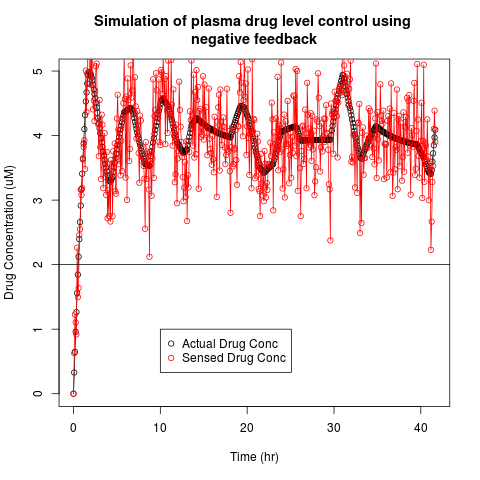 Simulation of plasma drug level control using
negative feedback
Drug Concentration (uM)
5
4
3
2
1
0
Actual Drug Conc
Sensed Drug Conc
0 10 20 30 40
Time (hr)